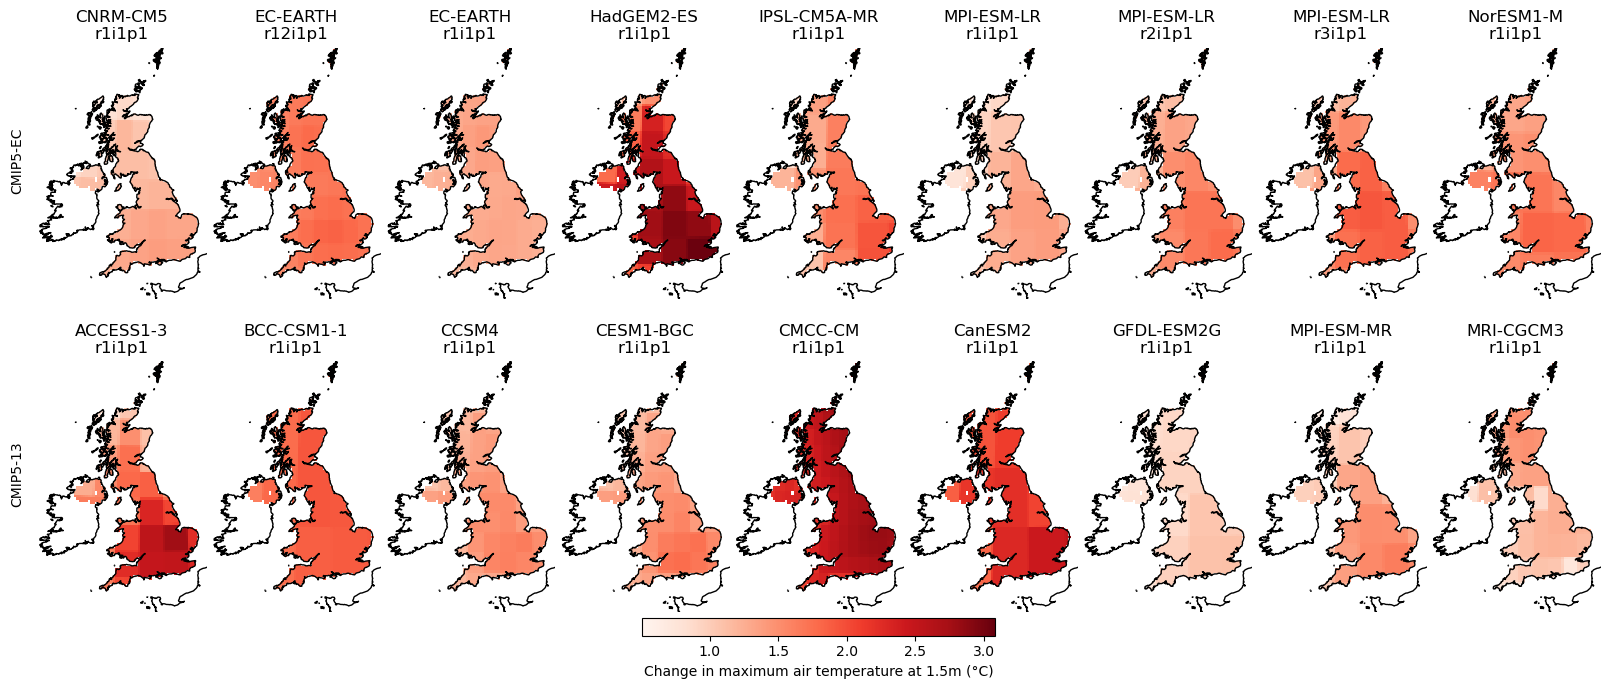 CNRM-CM5 EC-EARTH EC-EARTH HadGEM2-ES IPSL-CM5A-MR MPI-ESM-LR MPI-ESM-LR MPI-ESM-LR NorESM1-M
r1i1p1 r12i1p1 r1i1p1 r1i1p1 r1i1p1 r1i1p1 r2i1p1 r3i1p1 r1i1p1
CMIP5-EC
ACCESS1-3 BCC-CSM1-1 CCSM4 CESM1-BGC CMCC-CM CanESM2 GFDL-ESM2G MPI-ESM-MR MRI-CGCM3
r1i1p1 r1i1p1 r1i1p1 r1i1p1 r1i1p1 r1i1p1 r1i1p1 r1i1p1 r1i1p1
CMIP5-13
1.0 1.5 2.0 2.5 3.0
Change in maximum air temperature at 1.5m (°C)